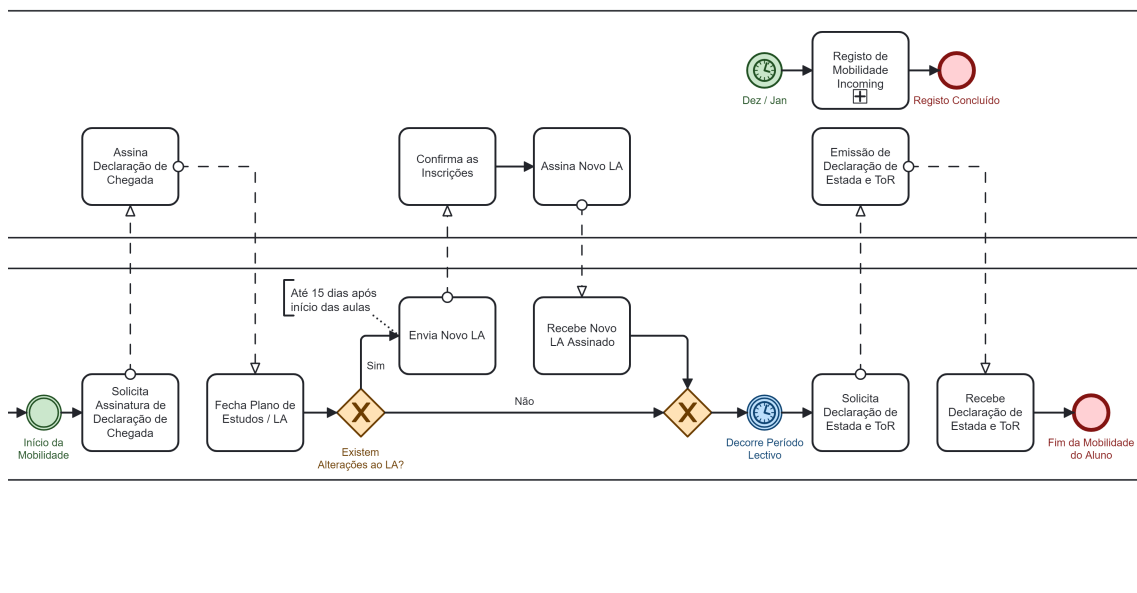 Registo de
Mobilidade
Incoming
Dez / Jan
Registo Concluído
Assina
Declaração de
Chegada
Confirma as
Inscrições
Assina Novo LA
Emissão de
Declaração de
Estada e ToR
Até 15 dias após
início das aulas
Envia Novo LA
Recebe Novo
LA Assinado
Sim
Solicita
Assinatura de
Declaração de
Chegada
Fecha Plano de
Estudos / LA
Não
Solicita
Declaração de
Estada e ToR
Recebe
Declaração de
Estada e ToR
Início da
Mobilidade
Existem
Alterações ao LA?
Decorre Período
Lectivo
Fim da Mobilidade
do Aluno